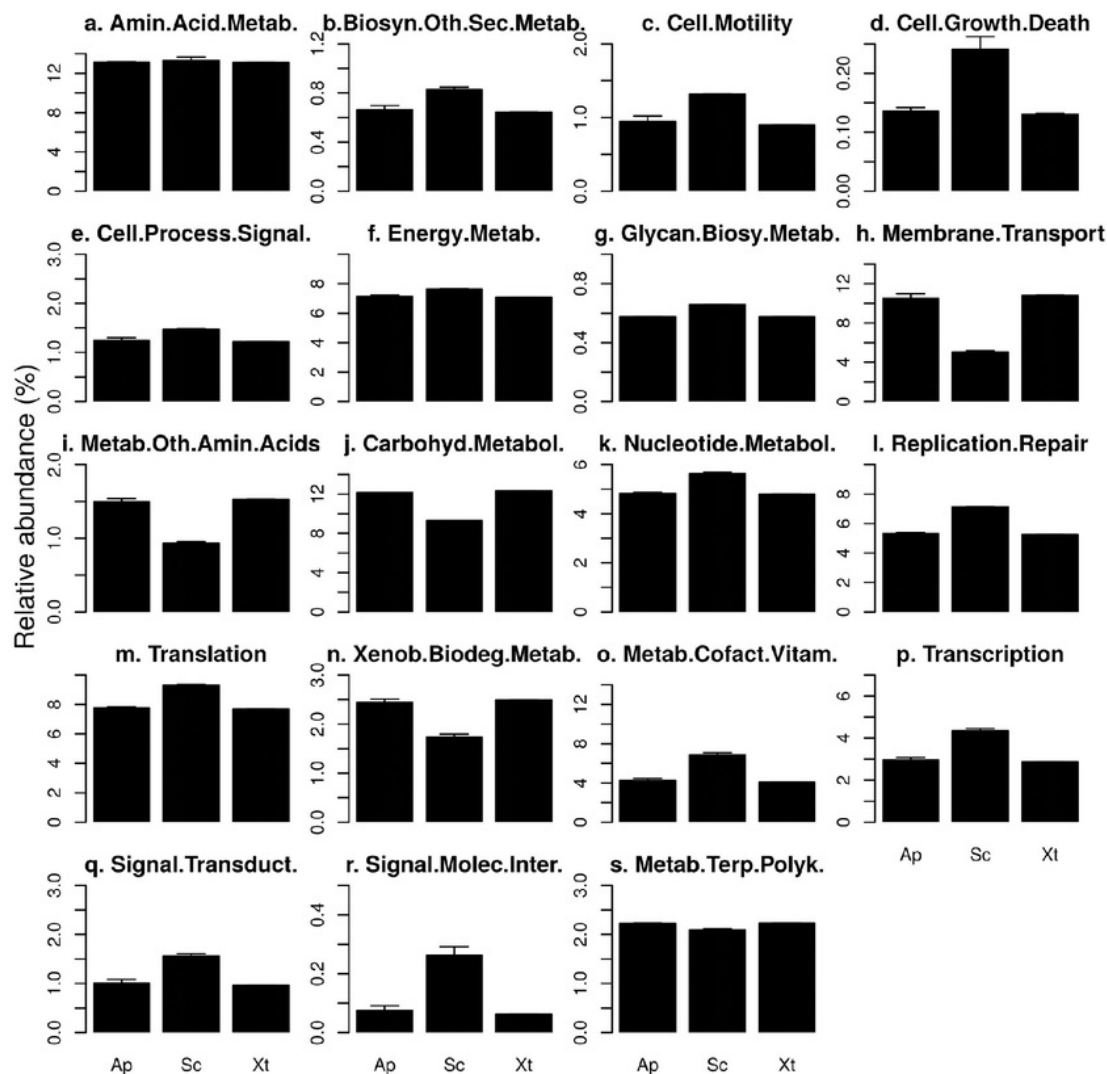 a. Amin.Acid.Metab.
b.Biosyn.Oth.Sec.Metab.
c. Cell.Motility
d. Cell.Growth.Death
0 4 8 12
0.0 0.4 0.8 1.2
0.0 1.0 2.0
0.00 0.10 0.20
e. Cell.Process.Signal.
f. Energy.Metab.
g. Glycan.Biosy.Metab.
h. Membrane.Transport
0.0 1.0 2.0 3.0
0 2 4 6 8
0.0 0.4 0.8
0 4 8 12
Relative abundance (%)
i. Metab.Oth.Amin.Acids
j. Carbohyd.Metabol.
k. Nucleotide.Metabol.
l. Replication.Repair
0.0 1.0 2.0
0 4 8 12
0 2 4 6
0 2 4 6 8
m. Translation
n. Xenob.Biodeg.Metab.
o. Metab.Cofact.Vitam.
p. Transcription
0 2 4 6 8
0.0 1.0 2.0 3.0
0 4 8 12
0 2 4 6
Ap Sc Xt
q. Signal.Transduct.
r. Signal.Molec.Inter.
s. Metab.Terp.Polyk.
0.0 1.0 2.0 3.0
0.0 0.2 0.4
0.0 1.0 2.0 3.0
Ap Sc Xt
Ap Sc Xt
Ap Sc Xt